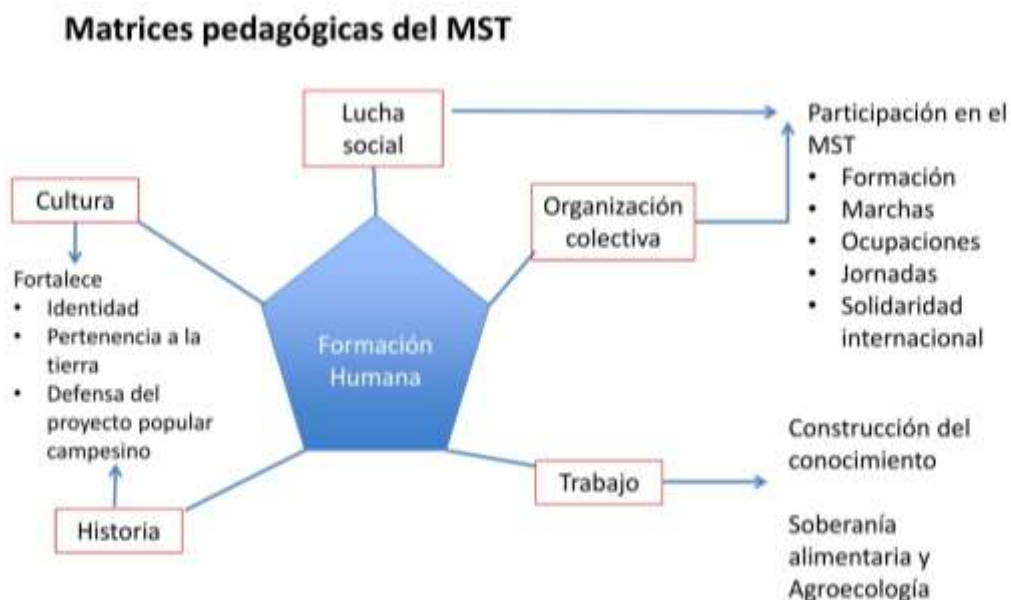 Matrices pedagógicas del MST
Lucha
social
Participación en el
MST
• Formación
• Marchas
• Ocupaciones
• Jornadas
• Solidaridad
internacional
Organización
colectiva
Cultura
Fortalece
• Identidad
• Pertenencia a la
tierra
• Defensa del
proyecto popular
campesino
Formación
Humana
Historia
Trabajo
Construcción del
conocimiento
Soberanía
alimentaria y
Agroecología